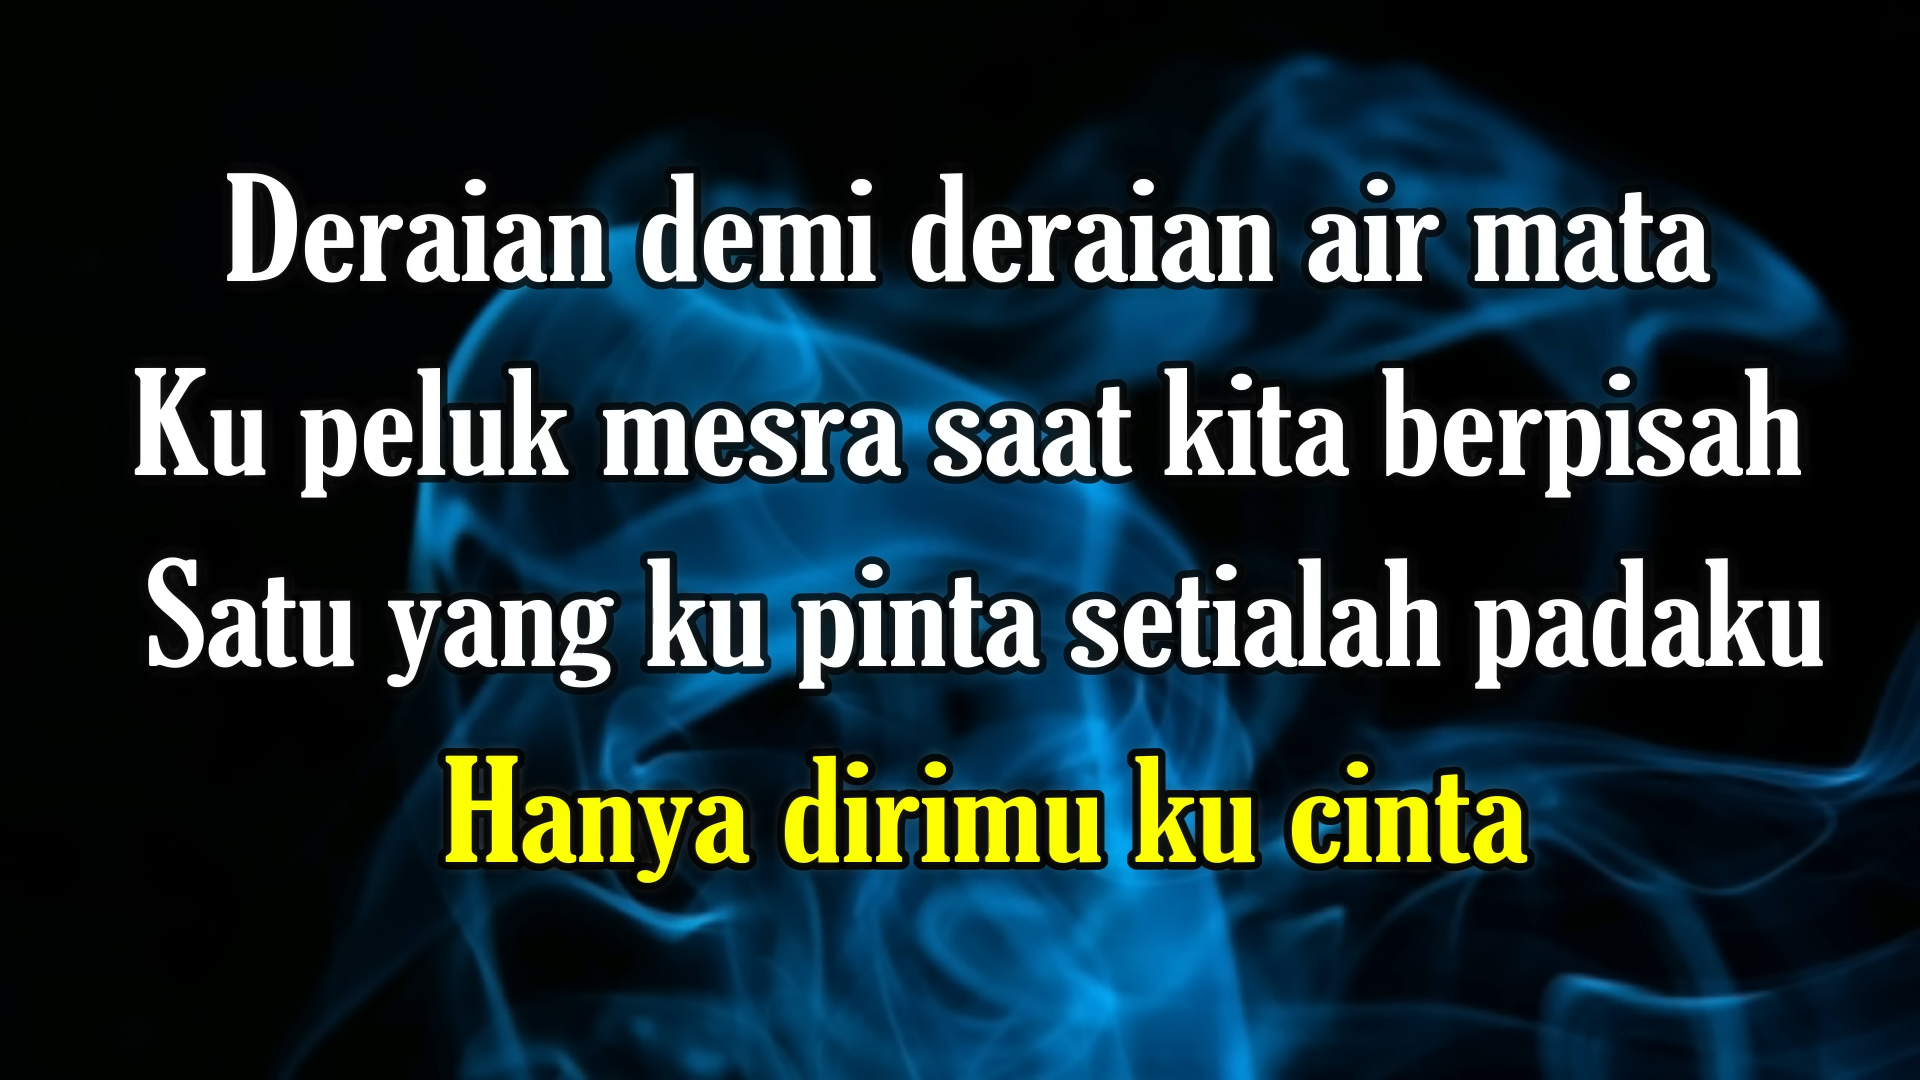 Deraian demi deraian air mata
Ku peluk mesra saat kita berpisah
Satu yang ku pinta setialah padaku
Hanya dirimu ku cinta